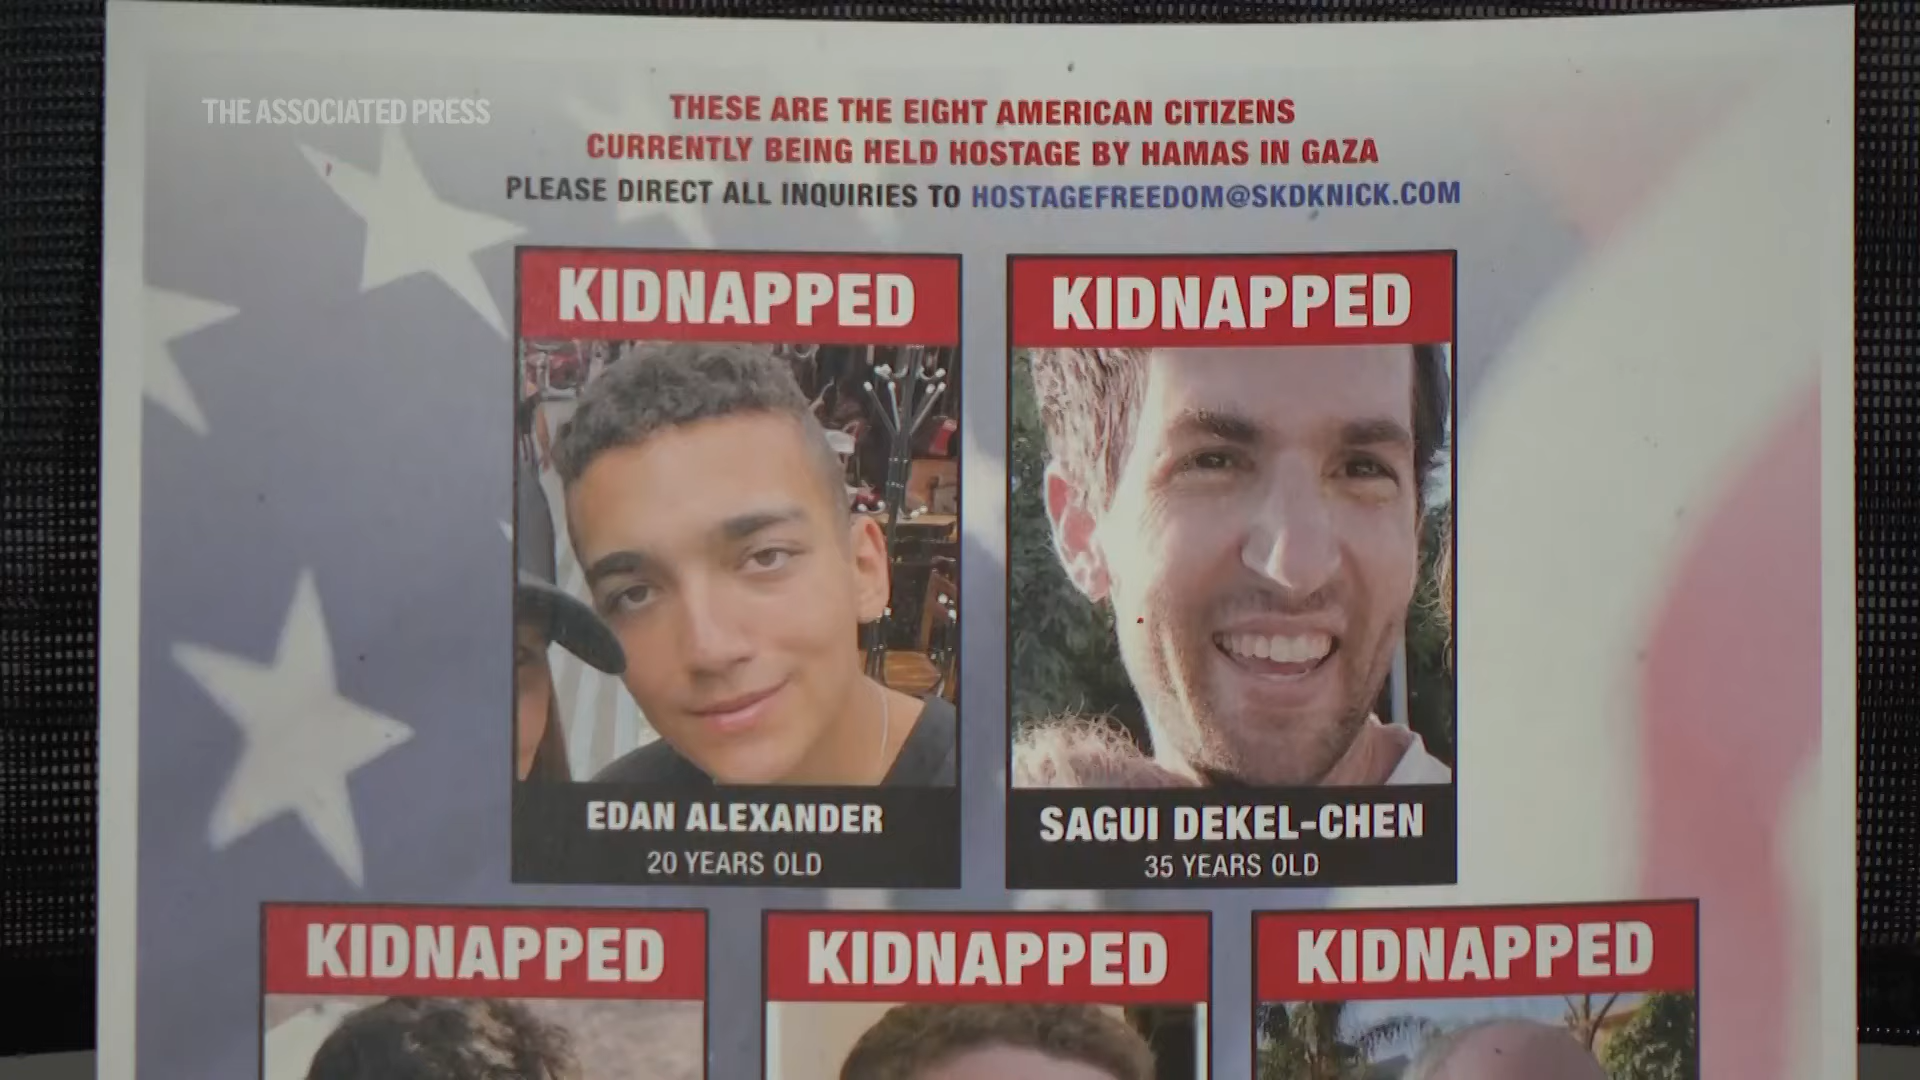 THE ASSOCIATED PRESS
THESE ARE THE EIGHT AMERICAN CITIZENS
CURRENTLY BEING HELD HOSTAGE BY HAMAS IN GAZA
PLEASE DIRECT ALL INQUIRIES TO HOSTAGEFREEDOM@SKDKNICK.COM
KIDNAPPED
EDAN ALEXANDER
20 YEARS OLD
KIDNAPPED
SAGUI DEKEL-CHEN
35 YEARS OLD
KIDNAPPED
KIDNAPPED
KIDNAPPED